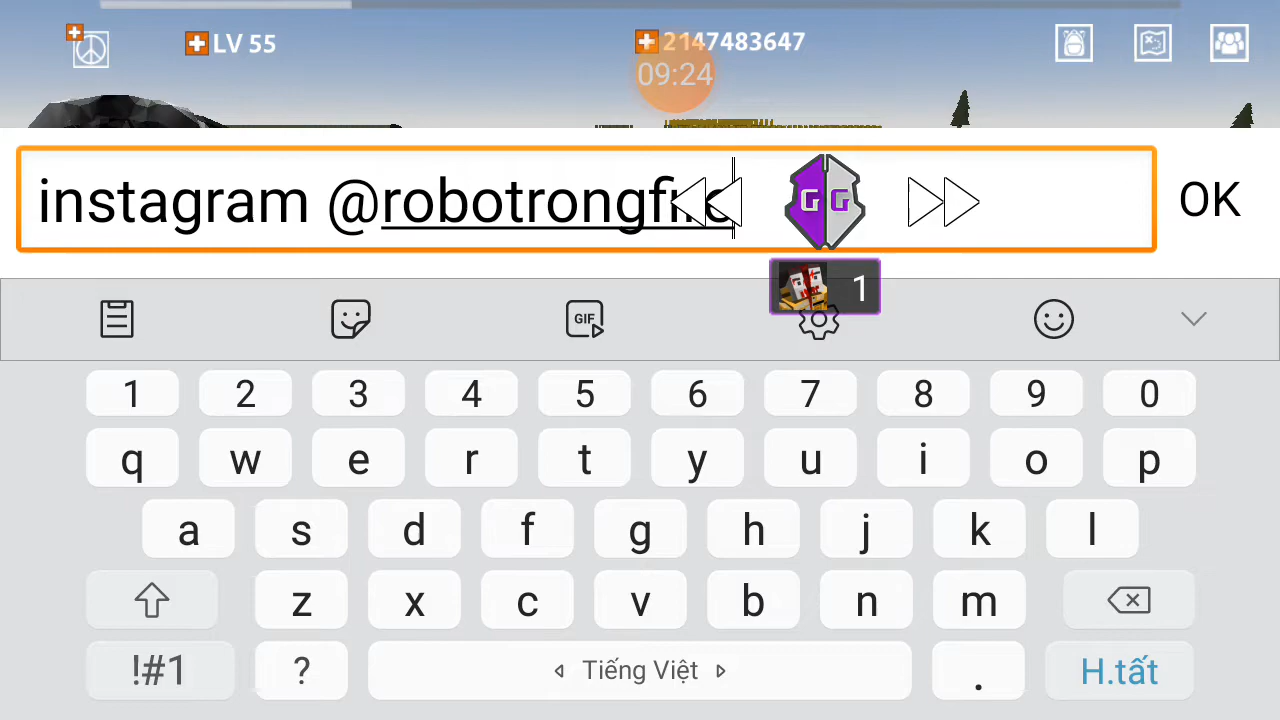 LV 55
2147483647
09:24
instagram
OK
G G
1
GIF
1 2 3 4 5 6 7 8 9 0
q w e r t y u i o p
a s d f g h j k l
z x c v b n m
!#1 ? Tiếng Việt . H.tất